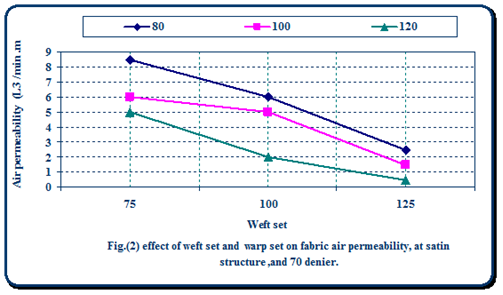 80 100 120
Air permeability (L3 /min .m
9
8
7
6
5
4
3
2
1
0
75 100 125
Weft set
Fig.(2) effect of weft set and warp set on fabric air permeability, at satin
structure ,and 70 denier.